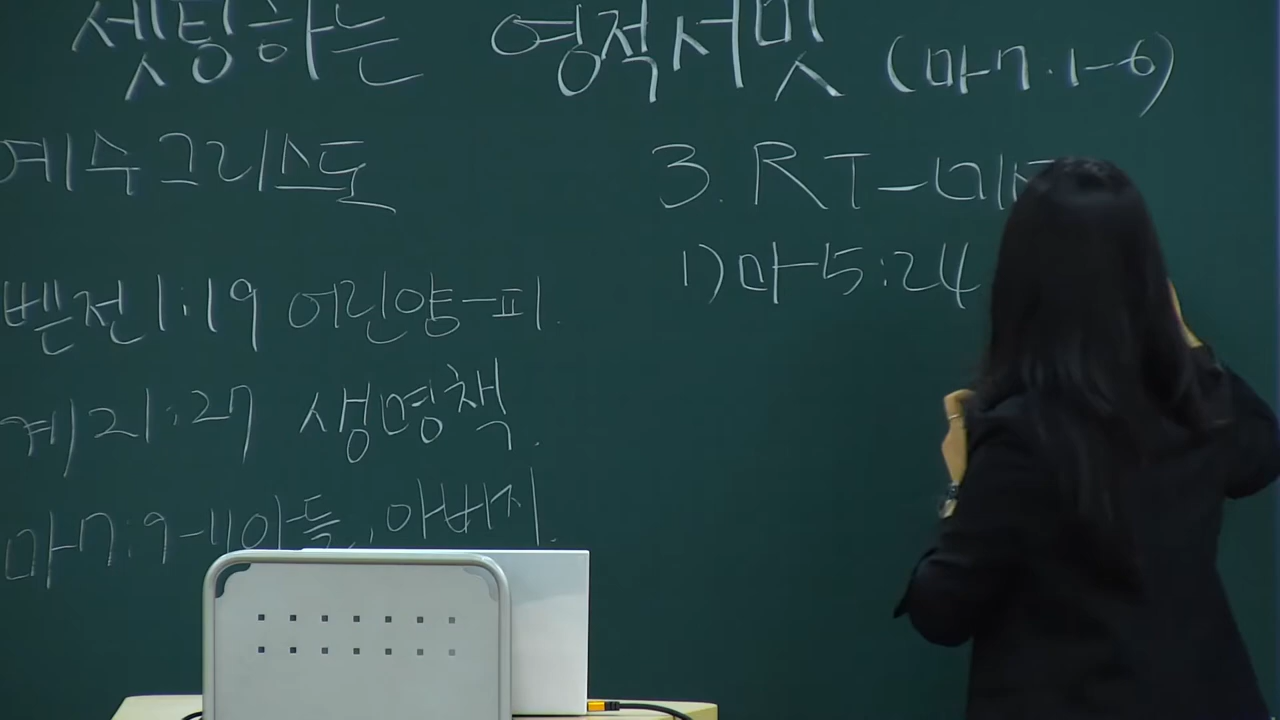 셋팅하는 영적서밋 (마7:1-6)
예수그리스도
벧전1:19 어린양-피.
계21:27 생명책.
마7:9-11아들, 아버지.
3. RT-
1)마5:24